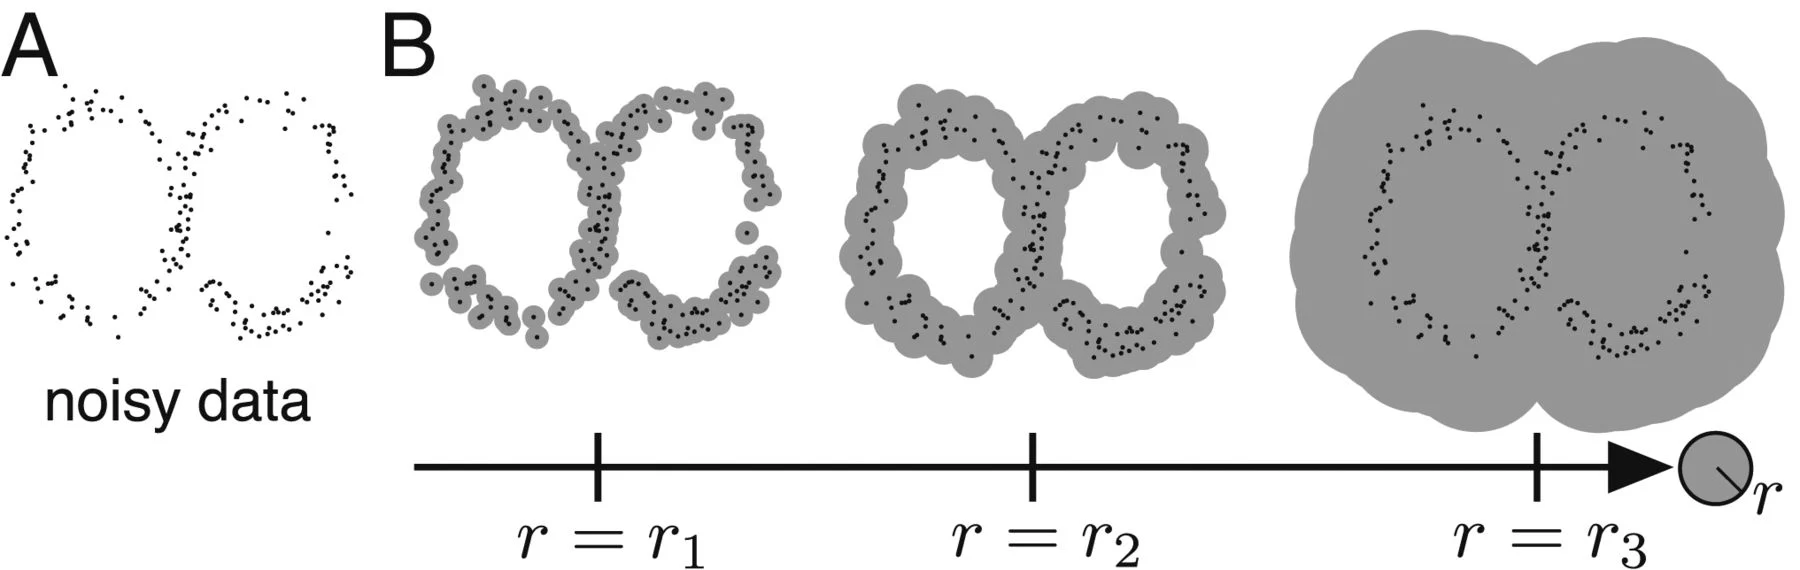 A
B
noisy data
r = r₁
r = r₂
r = r₃
r